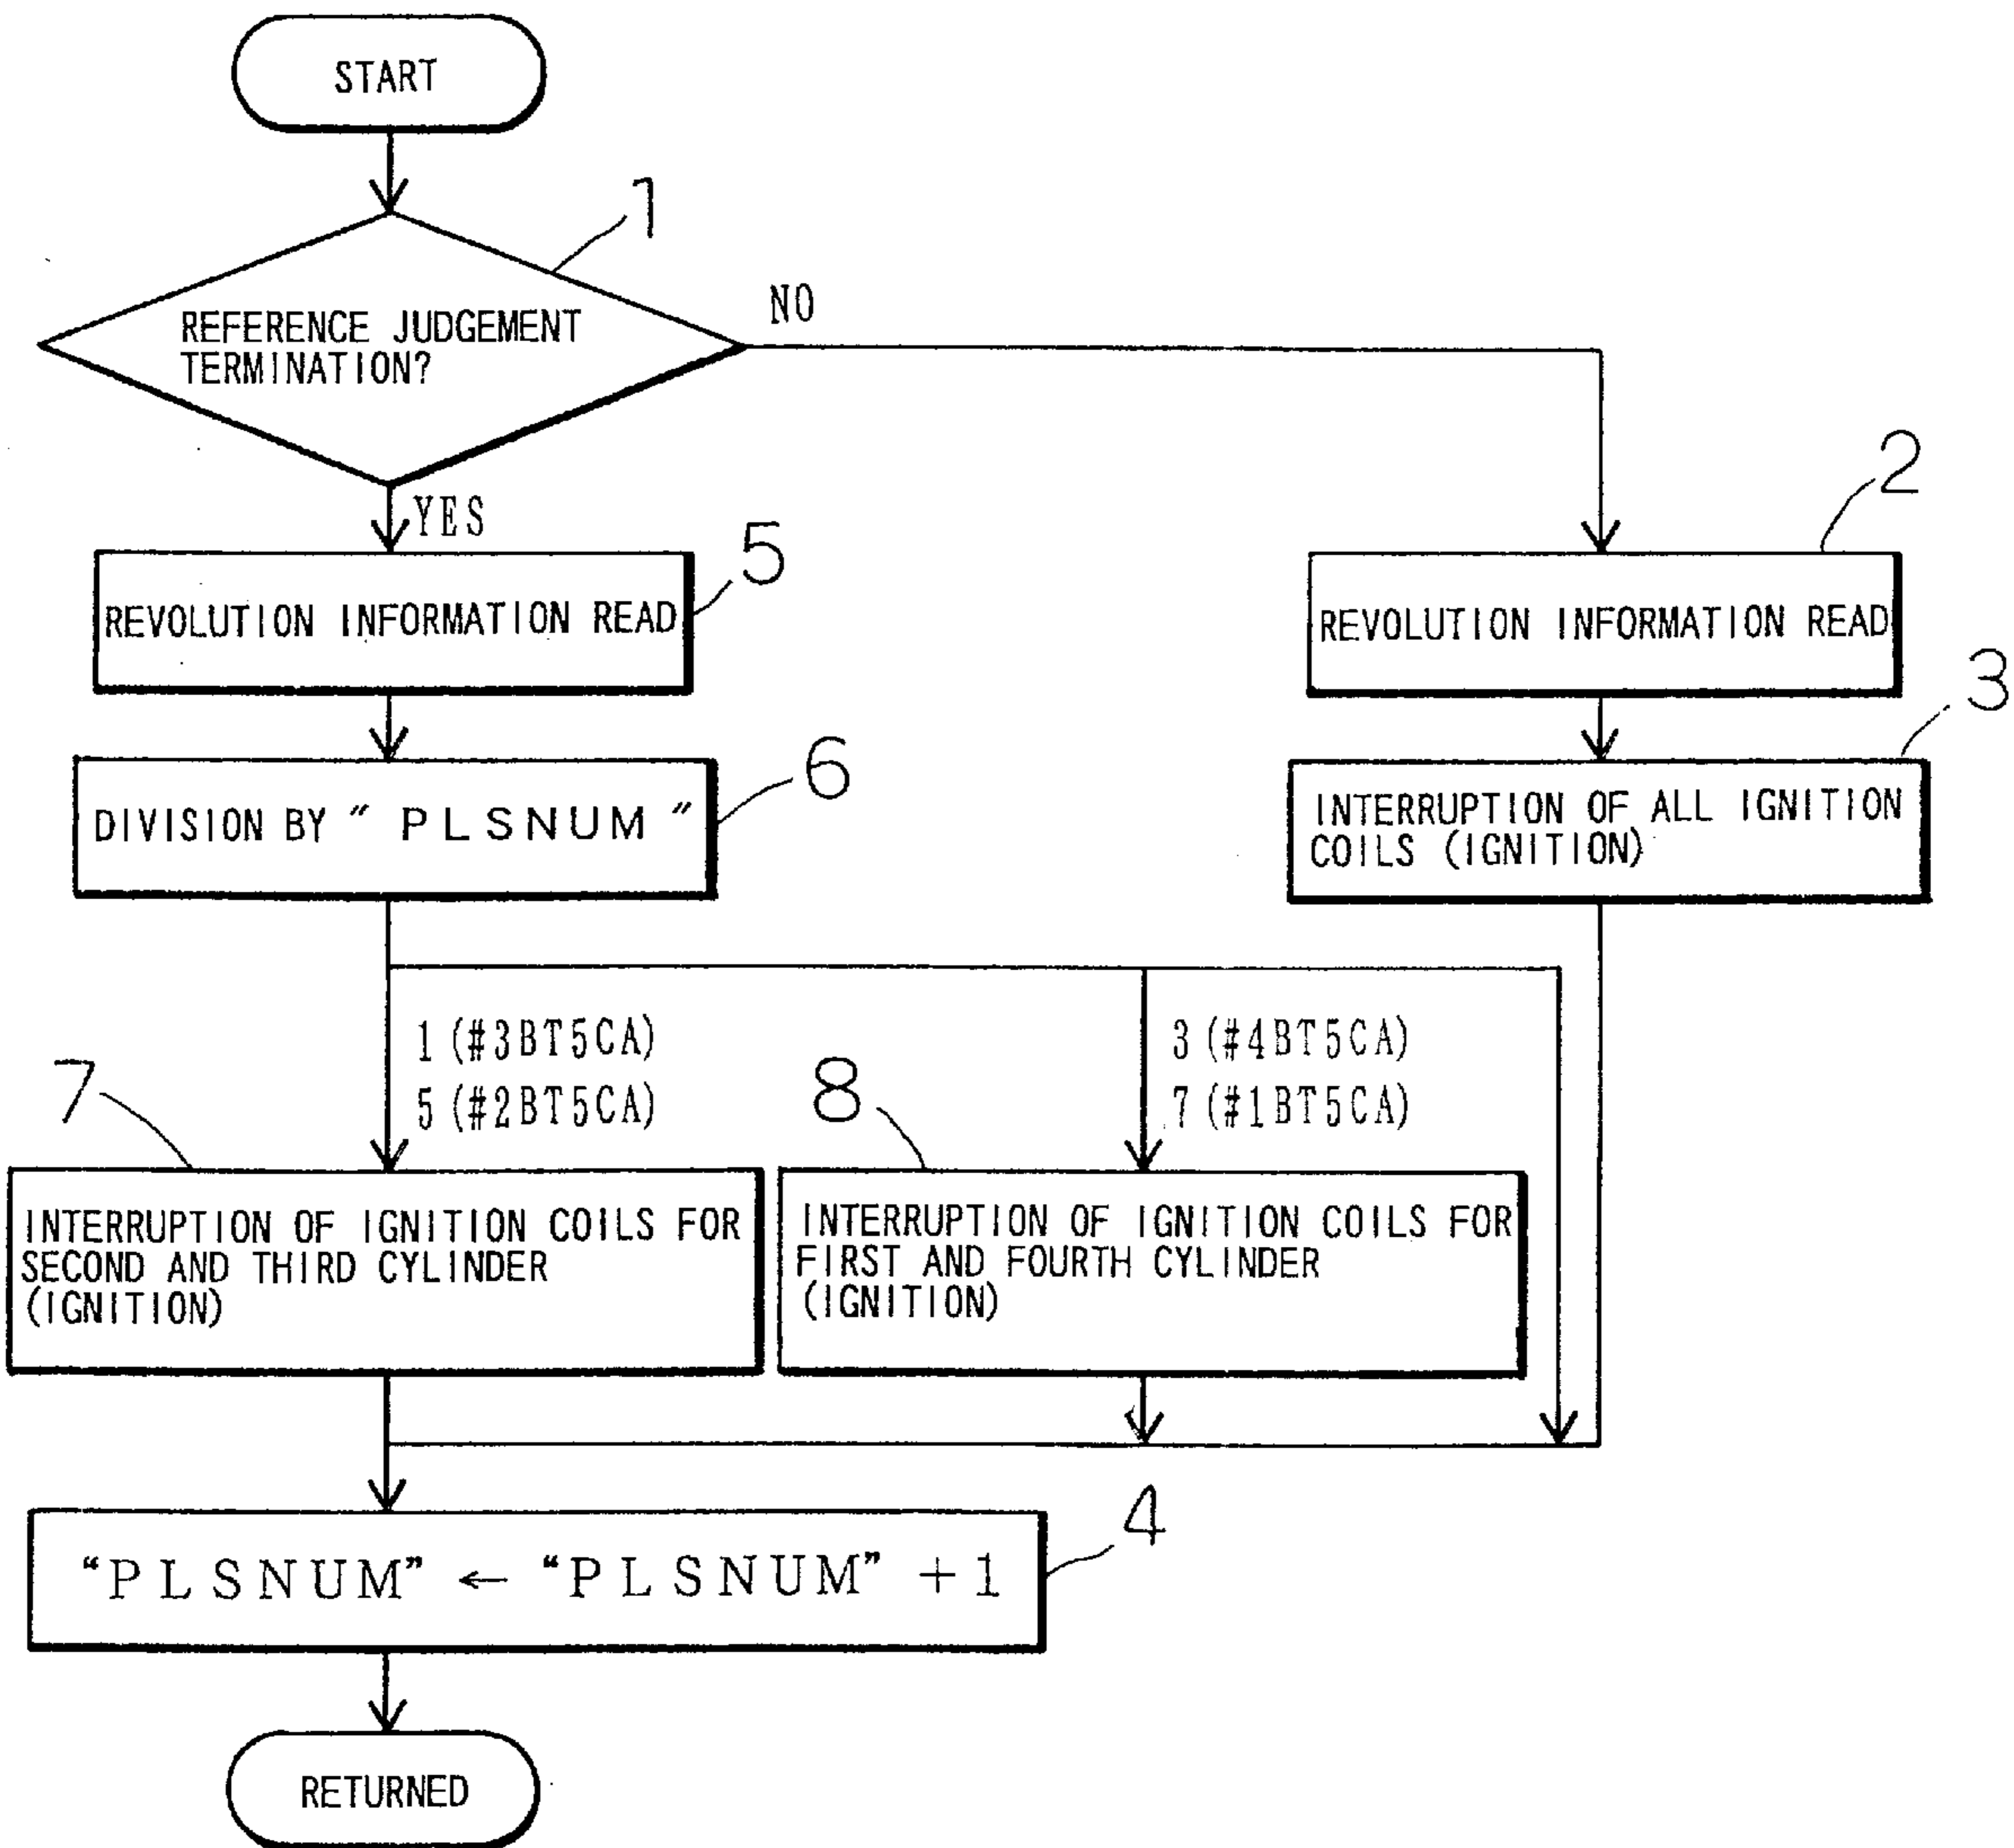 START
1
REFERENCE JUDGEMENT
TERMINATION?
NO
YES
2
5
REVOLUTION INFORMATION READ
REVOLUTION INFORMATION READ
3
6
DIVISION BY " PLSNUM "
INTERRUPTION OF ALL IGNITION
COILS (IGNITION)
1 (#3BT5CA)
5 (#2BT5CA)
3 (#4BT5CA)
7 (#1BT5CA)
7
8
INTERRUPTION OF IGNITION COILS FOR
SECOND AND THIRD CYLINDER
(IGNITION)
INTERRUPTION OF IGNITION COILS FOR
FIRST AND FOURTH CYLINDER
(IGNITION)
4
“PLSNUM” ← “PLSNUM” +1
RETURNED